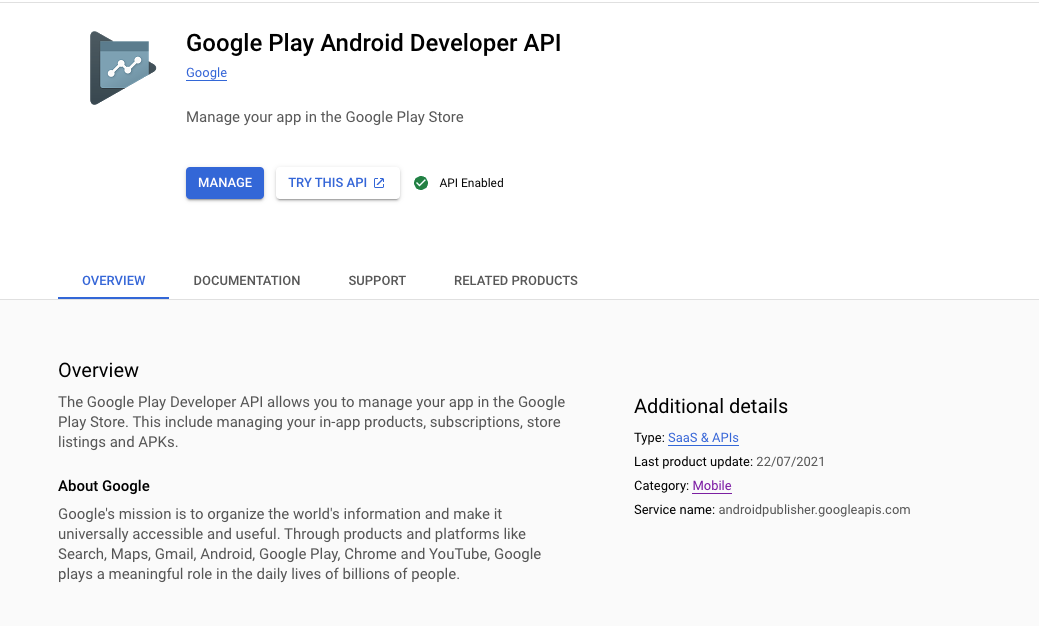 Google Play Android Developer API
Google
Manage your app in the Google Play Store
MANAGE
TRY THIS API
API Enabled
OVERVIEW
DOCUMENTATION
SUPPORT
RELATED PRODUCTS
Overview
The Google Play Developer API allows you to manage your app in the Google
Play Store. This include managing your in-app products, subscriptions, store
listings and APKs.
About Google
Google's mission is to organize the world's information and make it
universally accessible and useful. Through products and platforms like
Search, Maps, Gmail, Android, Google Play, Chrome and YouTube, Google
plays a meaningful role in the daily lives of billions of people.
Additional details
Type: SaaS & APIs
Last product update: 22/07/2021
Category: Mobile
Service name: androidpublisher.googleapis.com